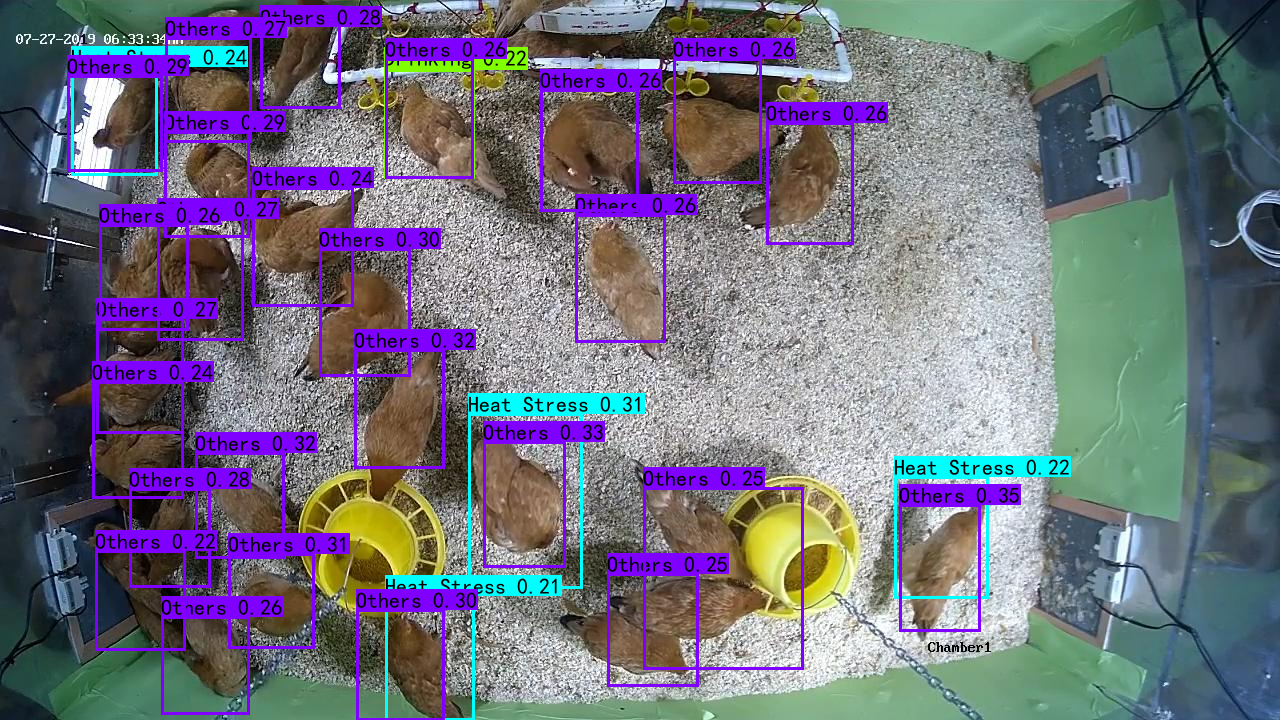 Others 0.28
Others 0.27
07-27-2019 06:33:34
Others 0.26
Others 0.26
Heat Stress 0.24
0.22
Others 0.29
Others 0.26
Others 0.26
Others 0.29
Others 0.24
Others 0.26
Others 0.26
0.27
Others 0.30
Others 0.27
Others 0.32
Others 0.24
Heat Stress 0.31
Others 0.33
Others 0.32
Heat Stress 0.22
Others 0.28
Others 0.25
Others 0.35
Others 0.22
Others 0.31
Others 0.25
Heat Stress 0.21
Others 0.30
Others 0.26
Chamber1